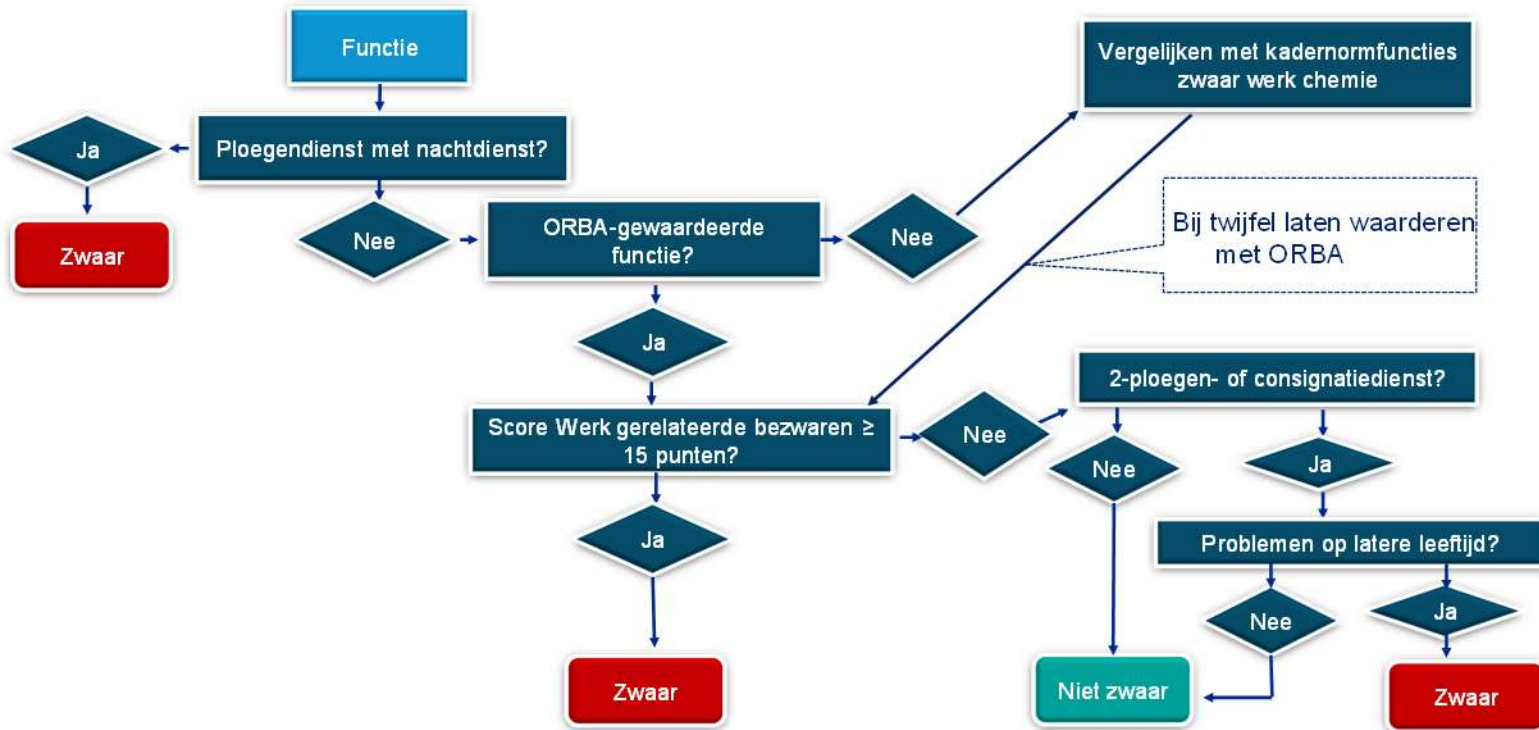 Functie
Vergelijken met kadernormfuncties
zwaar werk chemie
Ja
Ploegendienst met nachtdienst?
Zwaar
Nee
ORBA-gewaardeerde
functie?
Nee
Bij twijfel laten waarderen
met ORBA
Ja
2-ploegen- of consignatiedienst?
Score Werk gerelateerde bezwaren ≥
15 punten?
Nee
Nee
Ja
Ja
Problemen op latere leeftijd?
Nee
Ja
Zwaar
Niet zwaar
Zwaar